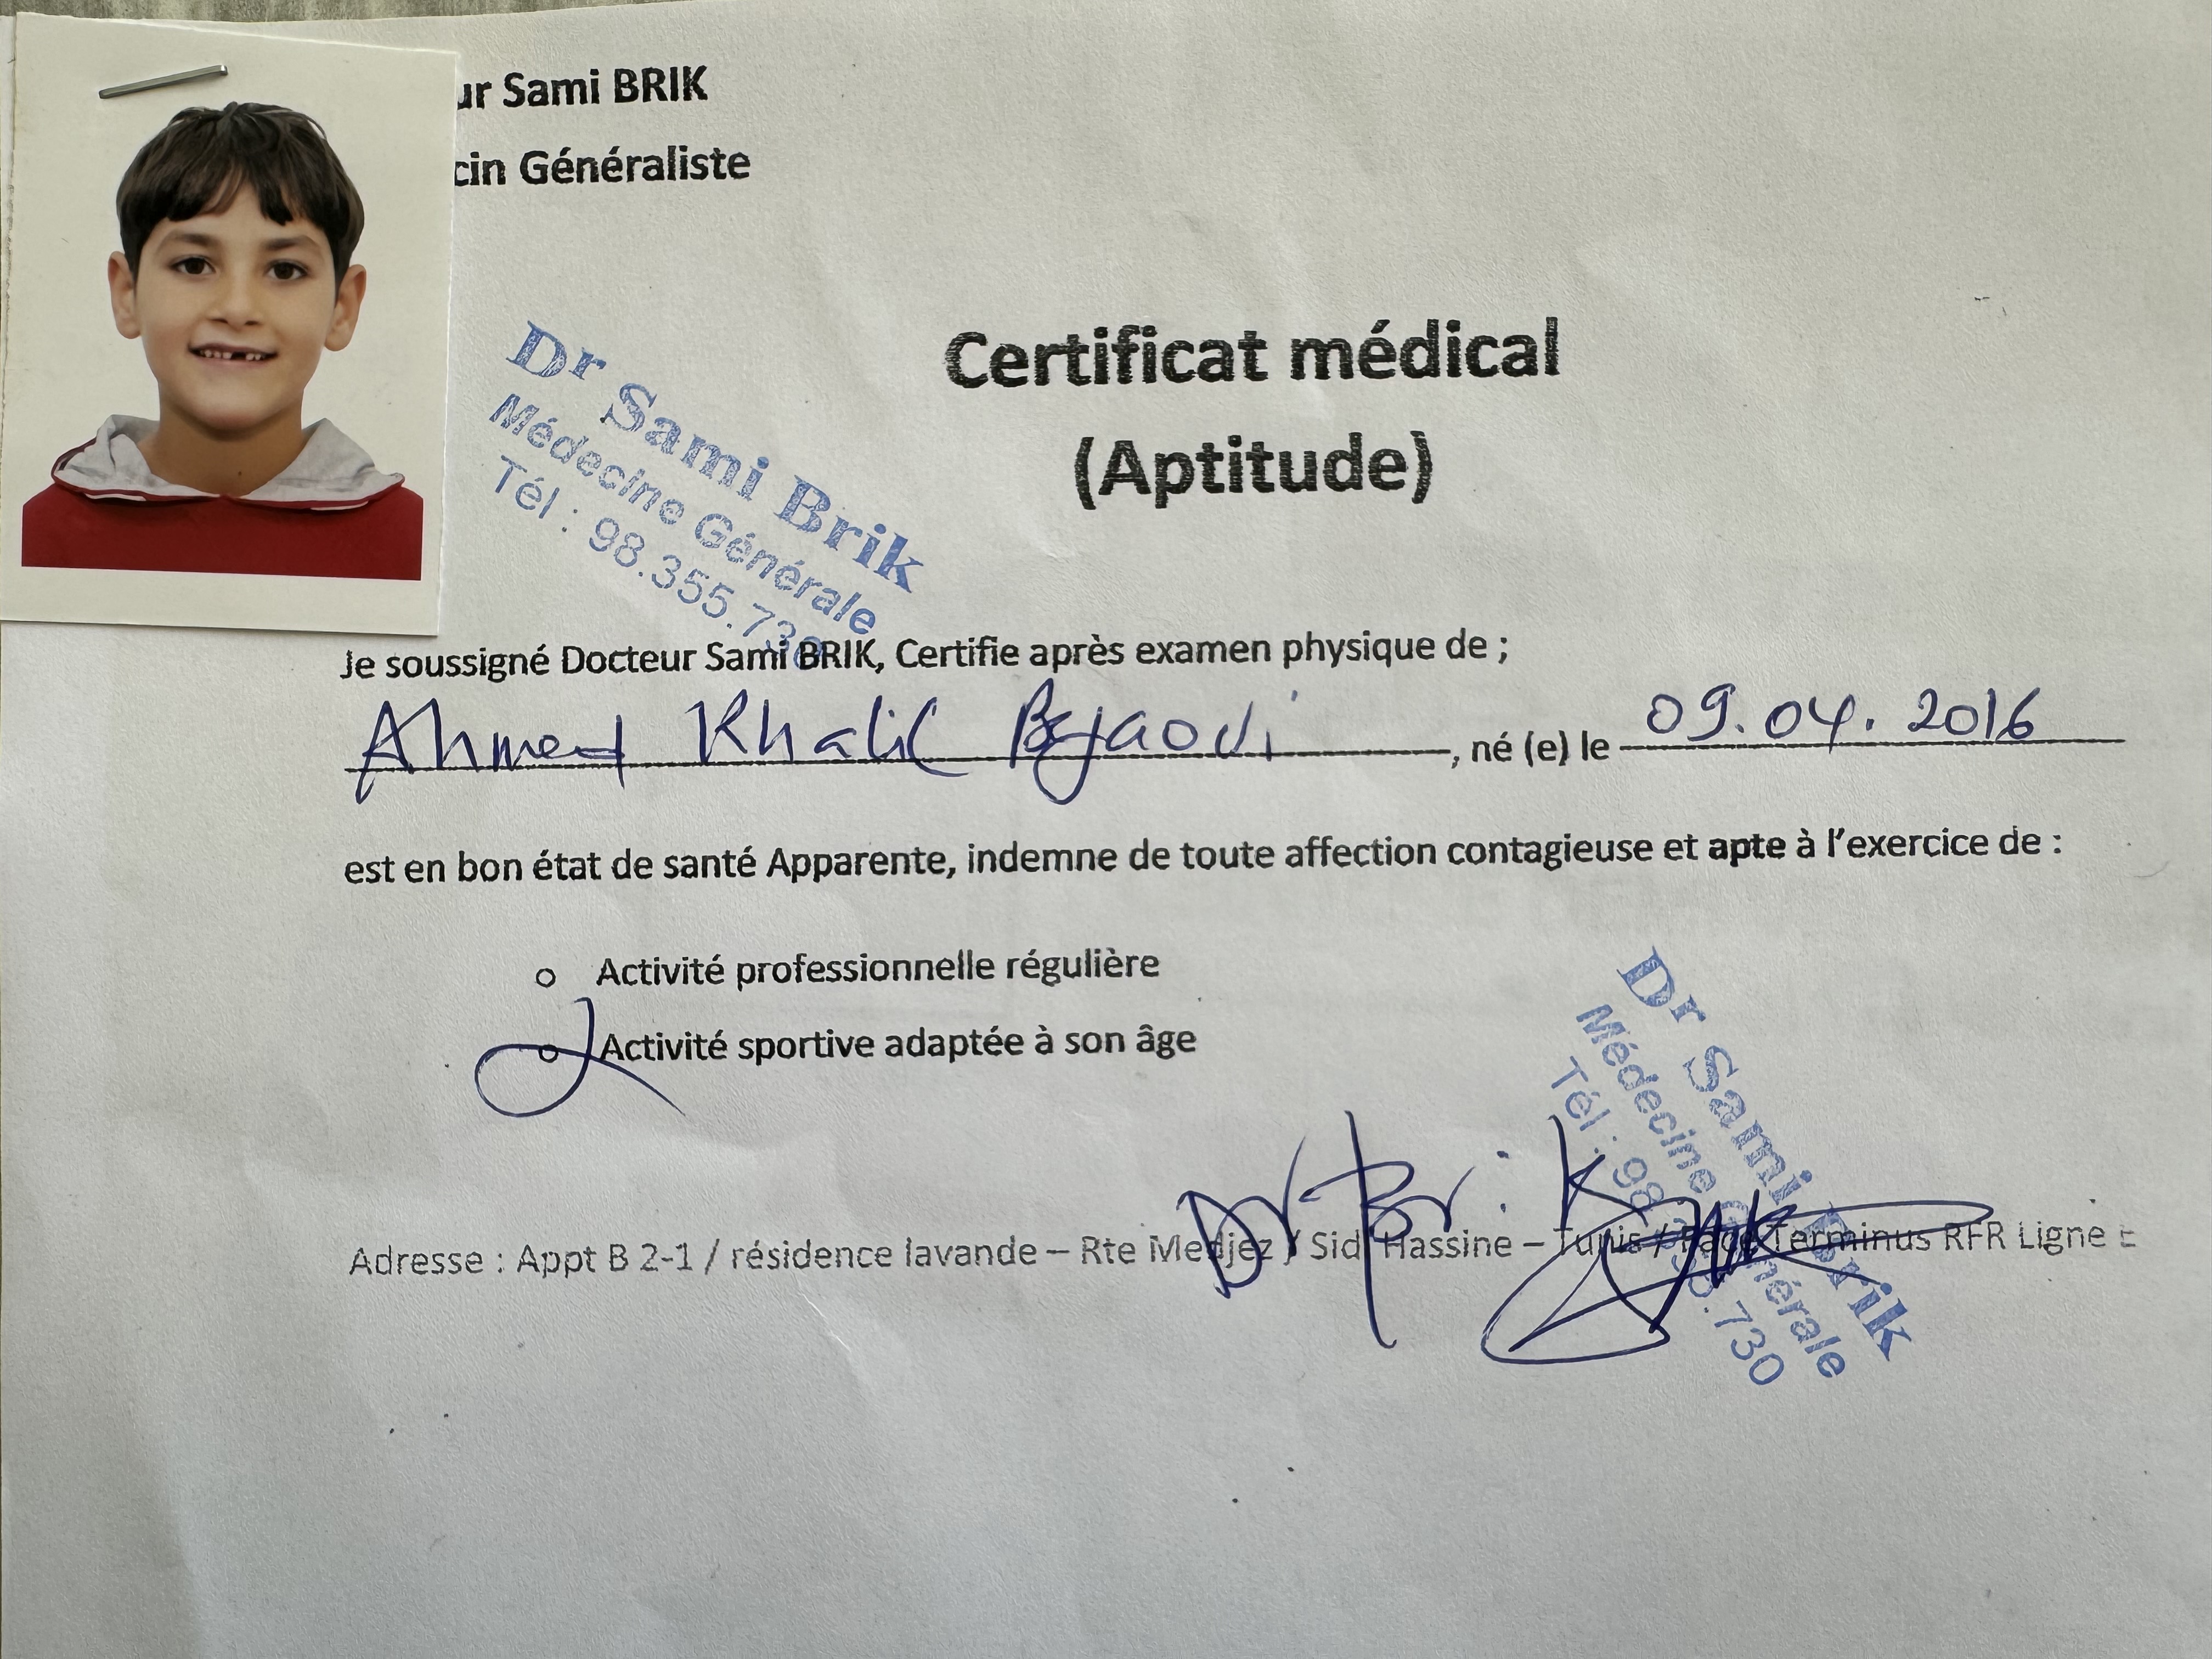 ur Sami BRIK
cin Généraliste
Dr Sami Brik
Médecine Générale
Tél : 98.355.730
Certificat médical
(Aptitude)
Je soussigné Docteur Sami BRIK, Certifie après examen physique de ;
Ahmed Khalil Bejaoui, né (e) le 09.04.2016
est en bon état de santé Apparente, indemne de toute affection contagieuse et apte à l'exercice de :
o Activité professionnelle régulière
o Activité sportive adaptée à son âge
Dr Brik
Dr Sami Brik
Médecine Générale
Tél : 98.355.730
Adresse : Appt B 2-1 / résidence lavande – Rte Medjez / Sidi Hassine – Tunis / Face Terminus RFR Ligne